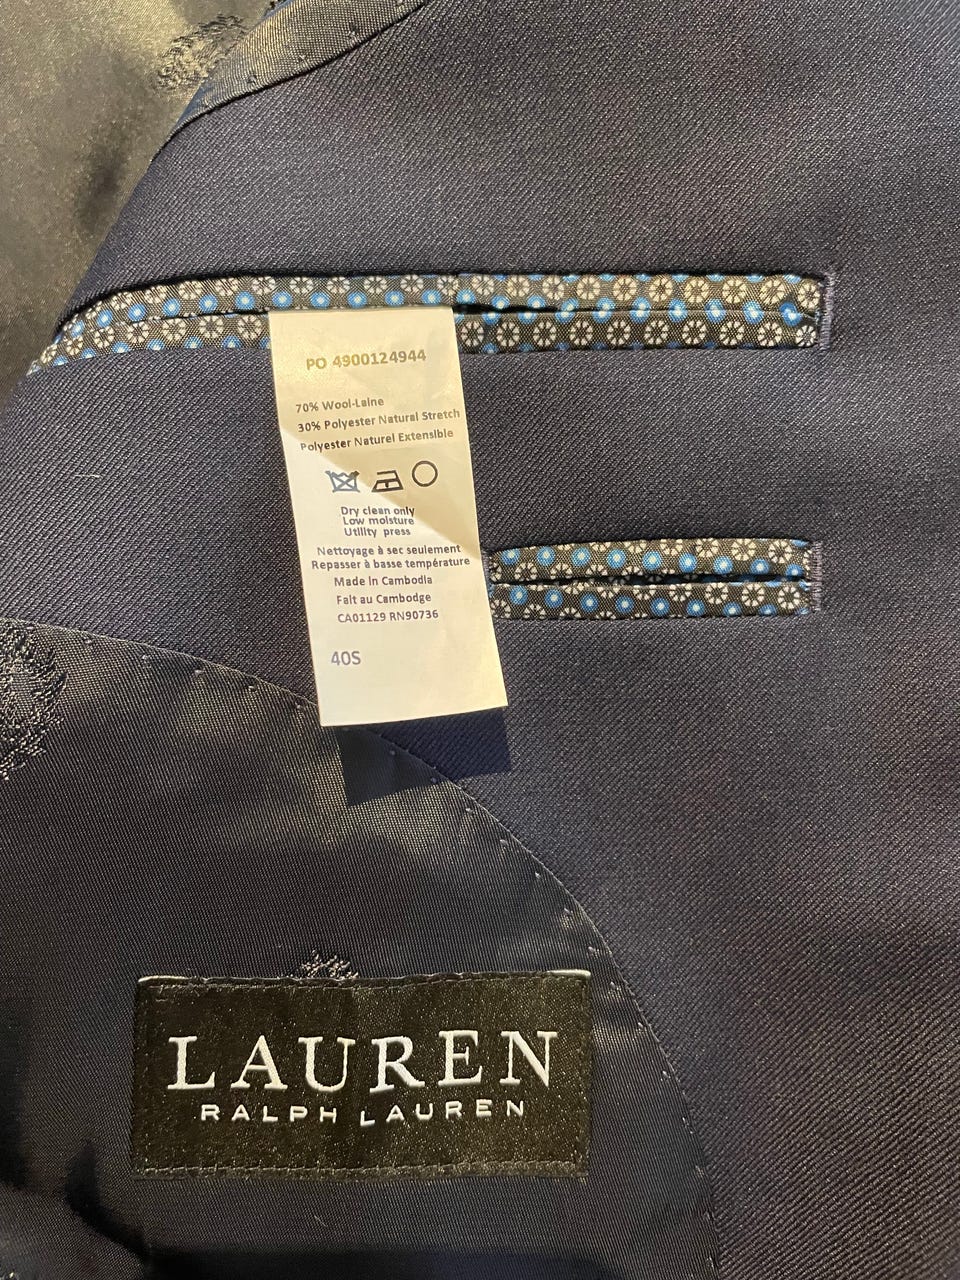 PO 4900124944
70% Wool-Laine
30% Polyester Natural Stretch
Polyester Naturel Extensible
Dry clean only
Low moisture
Utility press
Nettoyage à sec seulement
Repasser à basse température
Made in Cambodia
Fait au Cambodge
CA01129 RN90736
40S
LAUREN
RALPH LAUREN